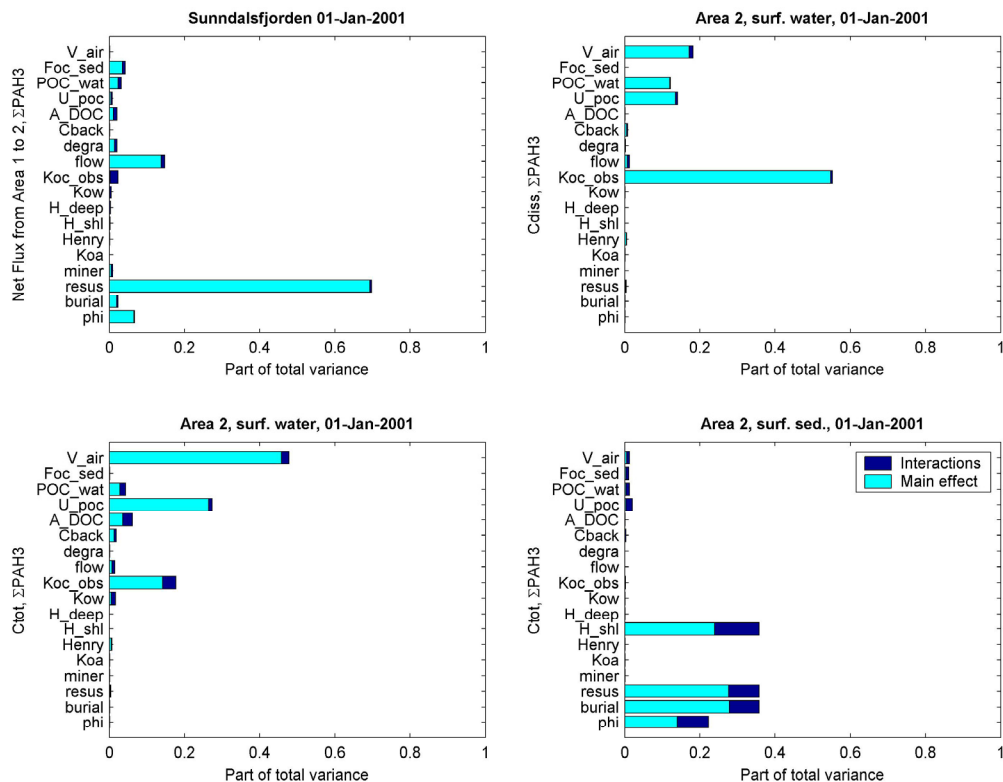 Sunndalsfjorden 01-Jan-2001
Net Flux from Area 1 to 2, ΣPAH3
V_air
Foc_sed
POC_wat
U_poc
A_DOC
Cback
degra
flow
Koc_obs
Kow
H_deep
H_shl
Henry
Koa
miner
resus
burial
phi
0 0.2 0.4 0.6 0.8 1
Part of total variance
Area 2, surf. water, 01-Jan-2001
Cdiss, ΣPAH3
V_air
Foc_sed
POC_wat
U_poc
A_DOC
Cback
degra
flow
Koc_obs
Kow
H_deep
H_shl
Henry
Koa
miner
resus
burial
phi
0 0.2 0.4 0.6 0.8 1
Part of total variance
Area 2, surf. water, 01-Jan-2001
Ctot, ΣPAH3
V_air
Foc_sed
POC_wat
U_poc
A_DOC
Cback
degra
flow
Koc_obs
Kow
H_deep
H_shl
Henry
Koa
miner
resus
burial
phi
0 0.2 0.4 0.6 0.8 1
Part of total variance
Area 2, surf. sed., 01-Jan-2001
Ctot, ΣPAH3
V_air
Foc_sed
POC_wat
U_poc
A_DOC
Cback
degra
flow
Koc_obs
Kow
H_deep
H_shl
Henry
Koa
miner
resus
burial
phi
Interactions
Main effect
0 0.2 0.4 0.6 0.8 1
Part of total variance